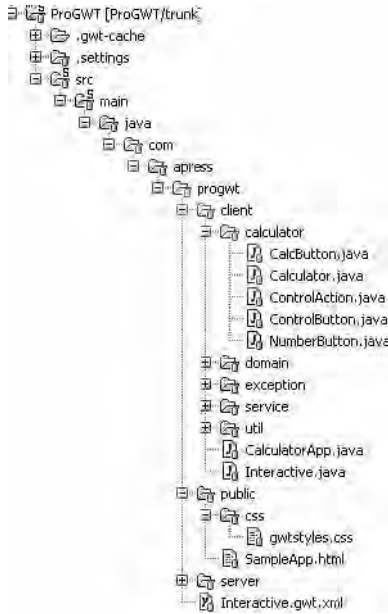 ProGWT [ProGWT/trunk]
.gwt-cache
.settings
src
main
java
com
apress
progwt
client
calculator
CalcButton.java
Calculator.java
ControlAction.java
ControlButton.java
NumberButton.java
domain
exception
service
util
CalculatorApp.java
Interactive.java
public
css
gwtstyles.css
SampleApp.html
server
Interactive.gwt.xml